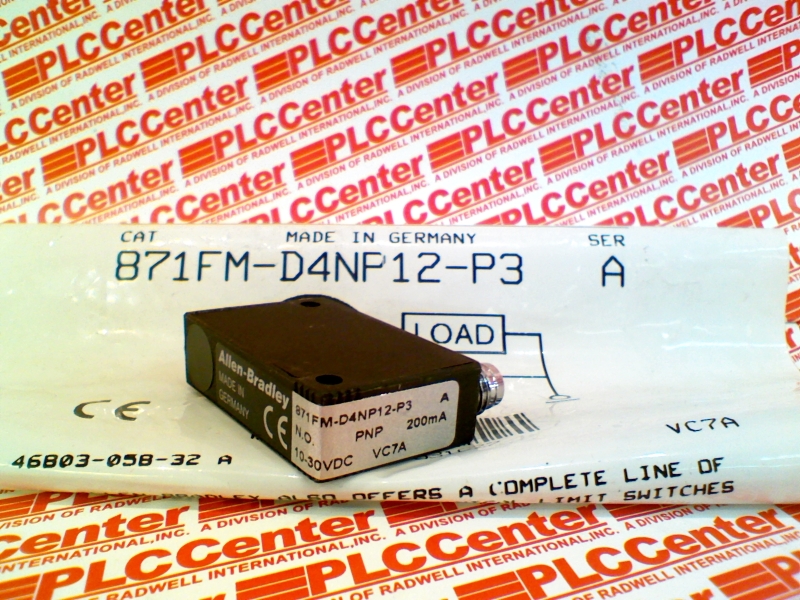 PLCCenter
A DIVISION OF RADWELL INTERNATIONAL,INC.
CAT MADE IN GERMANY SER
871FM-D4NP12-P3 A
LOAD
Allen-Bradley
MADE IN
GERMANY
CE
871FM-D4NP12-P3 A
N.O. PNP 200mA
10-30VDC VC7A
CE
VC7A
46803-058-32 A
ALSO OFFERS A COMPLETE LINE OF
LIMIT SWITCHES
PLCCenter
A DIVISION OF RADWELL INTERNATIONAL,INC.